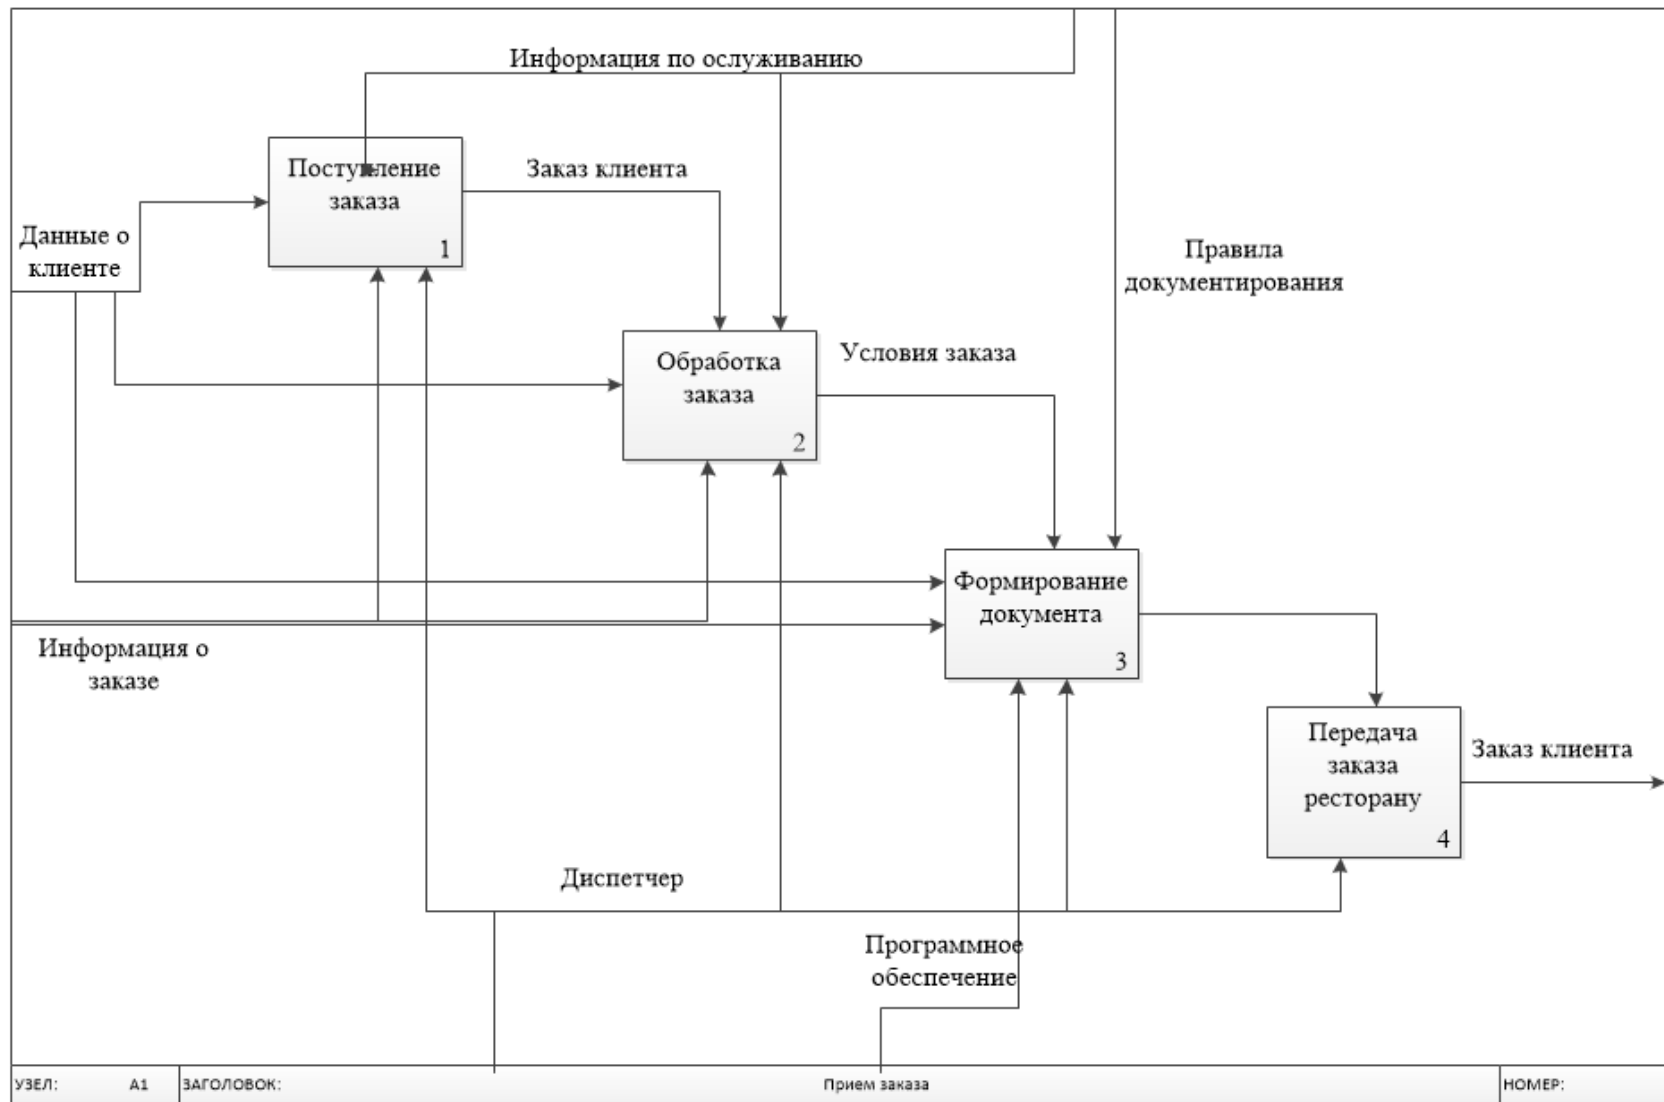 Информация по ослуживанию
Поступление
заказа
1
Заказ клиента
Данные о
клиенте
Правила
документирования
Обработка
заказа
2
Условия заказа
Формирование
документа
3
Информация о
заказе
Передача
заказа
ресторану
4
Заказ клиента
Диспетчер
Программное
обеспечение
УЗЕЛ: A1 ЗАГОЛОВОК: Прием заказа НОМЕР: